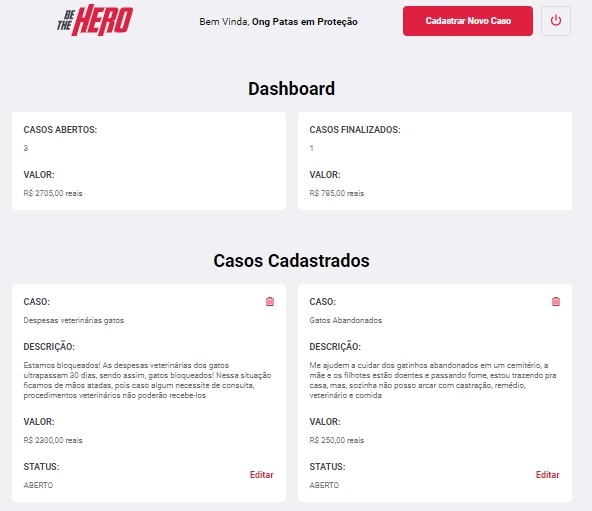 BE THE HERO
Bem Vinda, Ong Patas em Proteção
Cadastrar Novo Caso
Dashboard
CASOS ABERTOS:
3
VALOR:
R$ 2705,00 reais
CASOS FINALIZADOS:
1
VALOR:
R$ 785,00 reais
Casos Cadastrados
CASO:
Despesas veterinárias gatos
DESCRIÇÃO:
Estamos bloqueados! As despesas veterinárias dos gatos
ultrapassam 30 dias, sendo assim, gatos bloqueados! Nessa situação
ficamos de mãos atadas, pois caso algum necessite de consulta,
procedimentos veterinários não poderão recebe-los
VALOR:
R$ 2300,00 reais
STATUS:
ABERTO
Editar
CASO:
Gatos Abandonados
DESCRIÇÃO:
Me ajudem a cuidar dos gatinhos abandonados em um cemitério, a
mãe e os filhotes estão doentes e passando fome, estou trazendo pra
casa, mas, sozinha não posso arcar com castração, remédio,
veterinário e comida
VALOR:
R$ 250,00 reais
STATUS:
ABERTO
Editar